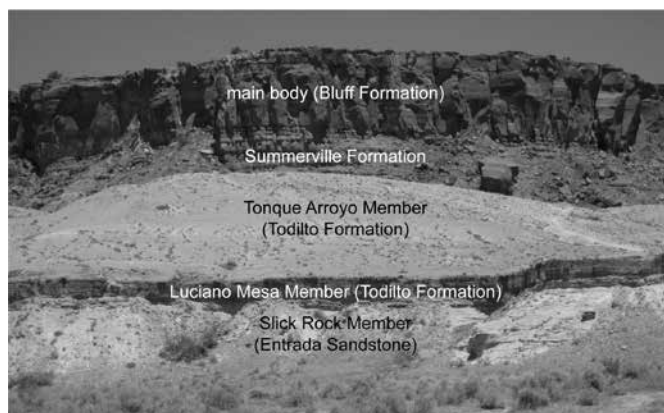 main body (Bluff Formation)
Summerville Formation
Tonque Arroyo Member
(Todilto Formation)
Luciano Mesa Member (Todilto Formation)
Slick Rock Member
(Entrada Sandstone)